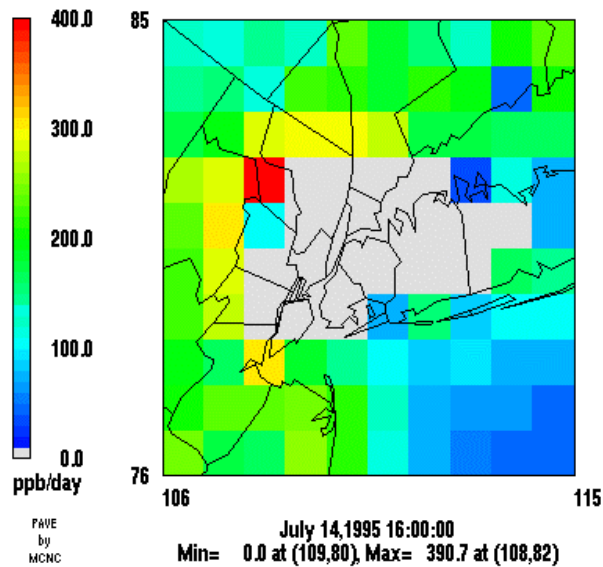 400.0
300.0
200.0
100.0
0.0
ppb/day
PAVE
by
MCNC
85
76
106
115
July 14,1995 16:00:00
Min= 0.0 at (109,80), Max= 390.7 at (108,82)